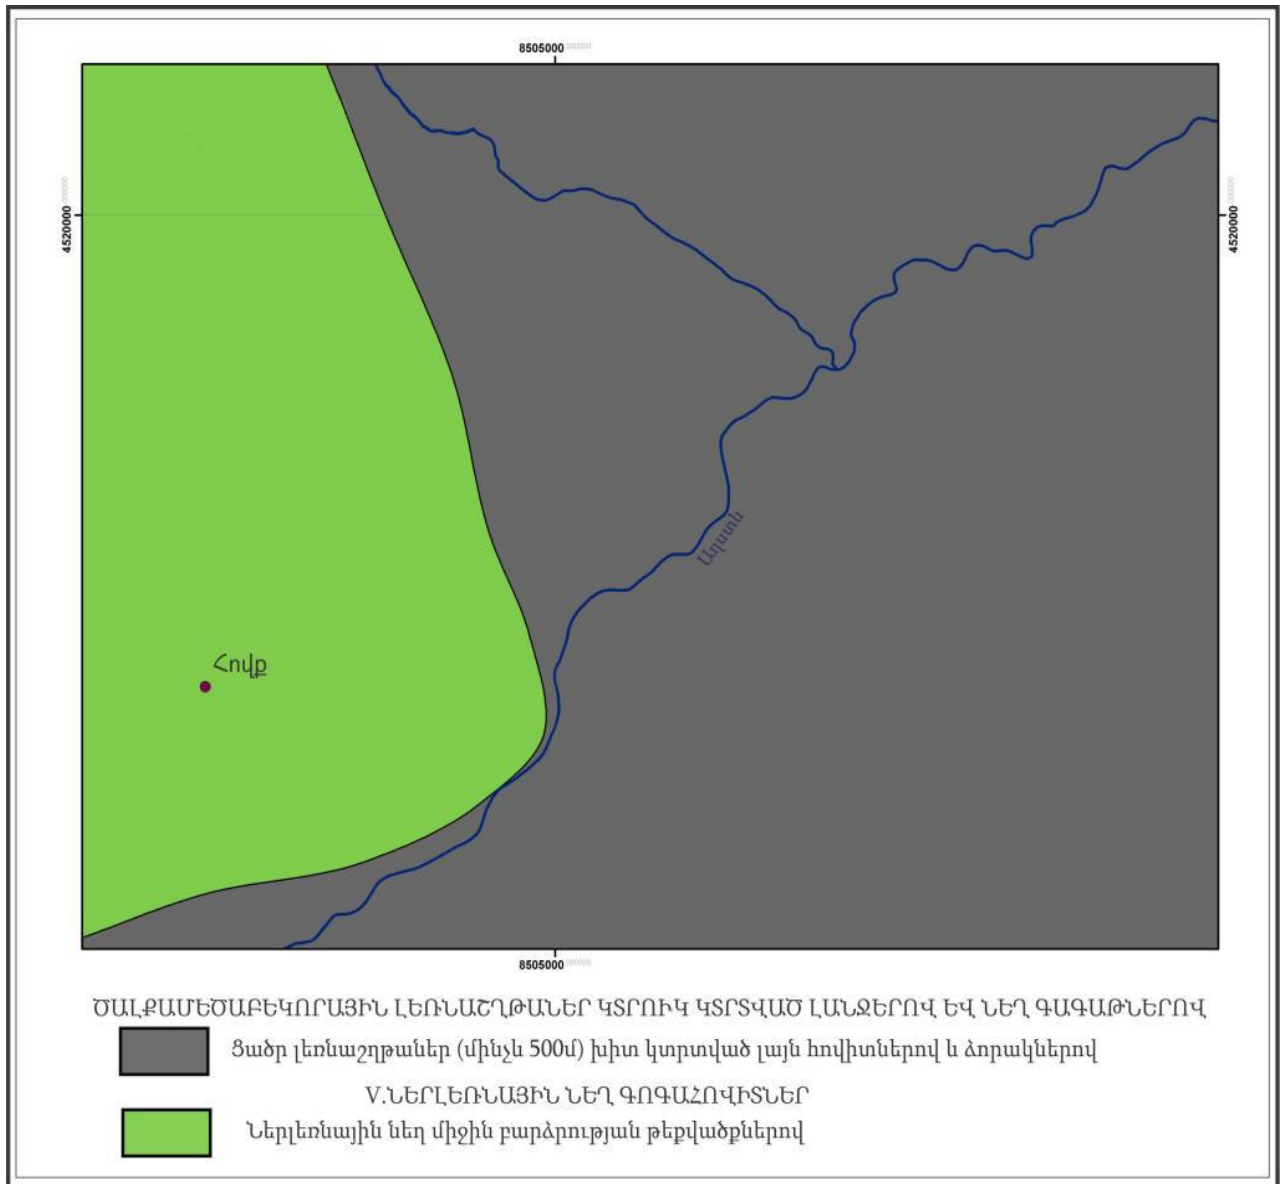 8505000
4520000
4520000
Աղստև
Հովք
8505000
ԾԱԼՔԱՄԵԾԱԲԵԿՈՐԱՅԻՆ ԼԵՌՆԱՇՂԹԱՆԵՐ ԿՏՐՈՒԿ ԿՏՐՏՎԱԾ ԼԱՆՋԵՐՈՎ ԵՎ ՆԵՂ ԳԱԳԱԹՆԵՐՈՎ
Ցածր լեռնաշղթաներ (մինչև 500մ) խիտ կտրտված լայն հովիտներով և ձորակներով
V.ՆԵՐԼԵՌՆԱՅԻՆ ՆԵՂ ԳՈԳԱՀՈՎԻՏՆԵՐ
Ներլեռնային նեղ միջին բարձրության թեքվածքներով